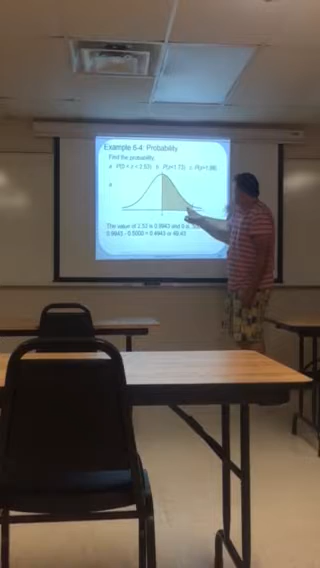 Example 6-4: Probability
Find the probability
a. P(0 < z < 2.53) b. P(z<1.73) c. P(z>1.98)
a.
The value of 2.53 is 0.9943 and 0 is
0.9943 - 0.5000 = 0.4943 or 49.43